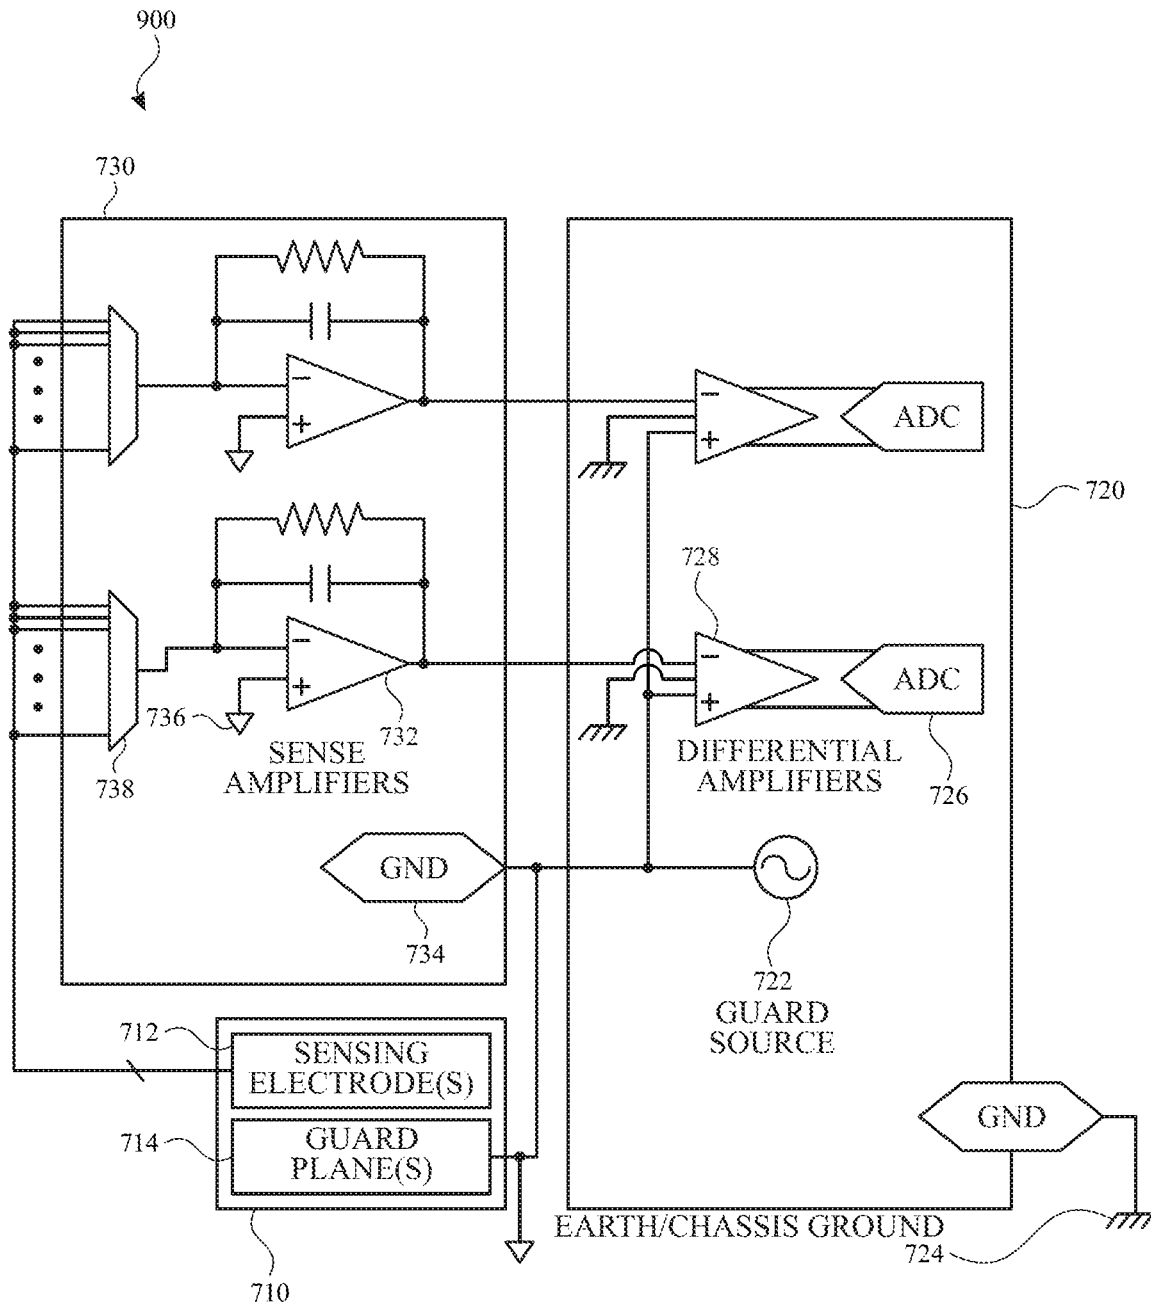 900
730
ADC
720
728
ADC
736
732
738
SENSE
AMPLIFIERS
DIFFERENTIAL
AMPLIFIERS
726
GND
734
722
GUARD
SOURCE
712
SENSING
ELECTRODE(S)
714
GUARD
PLANE(S)
GND
EARTH/CHASSIS GROUND
724
710